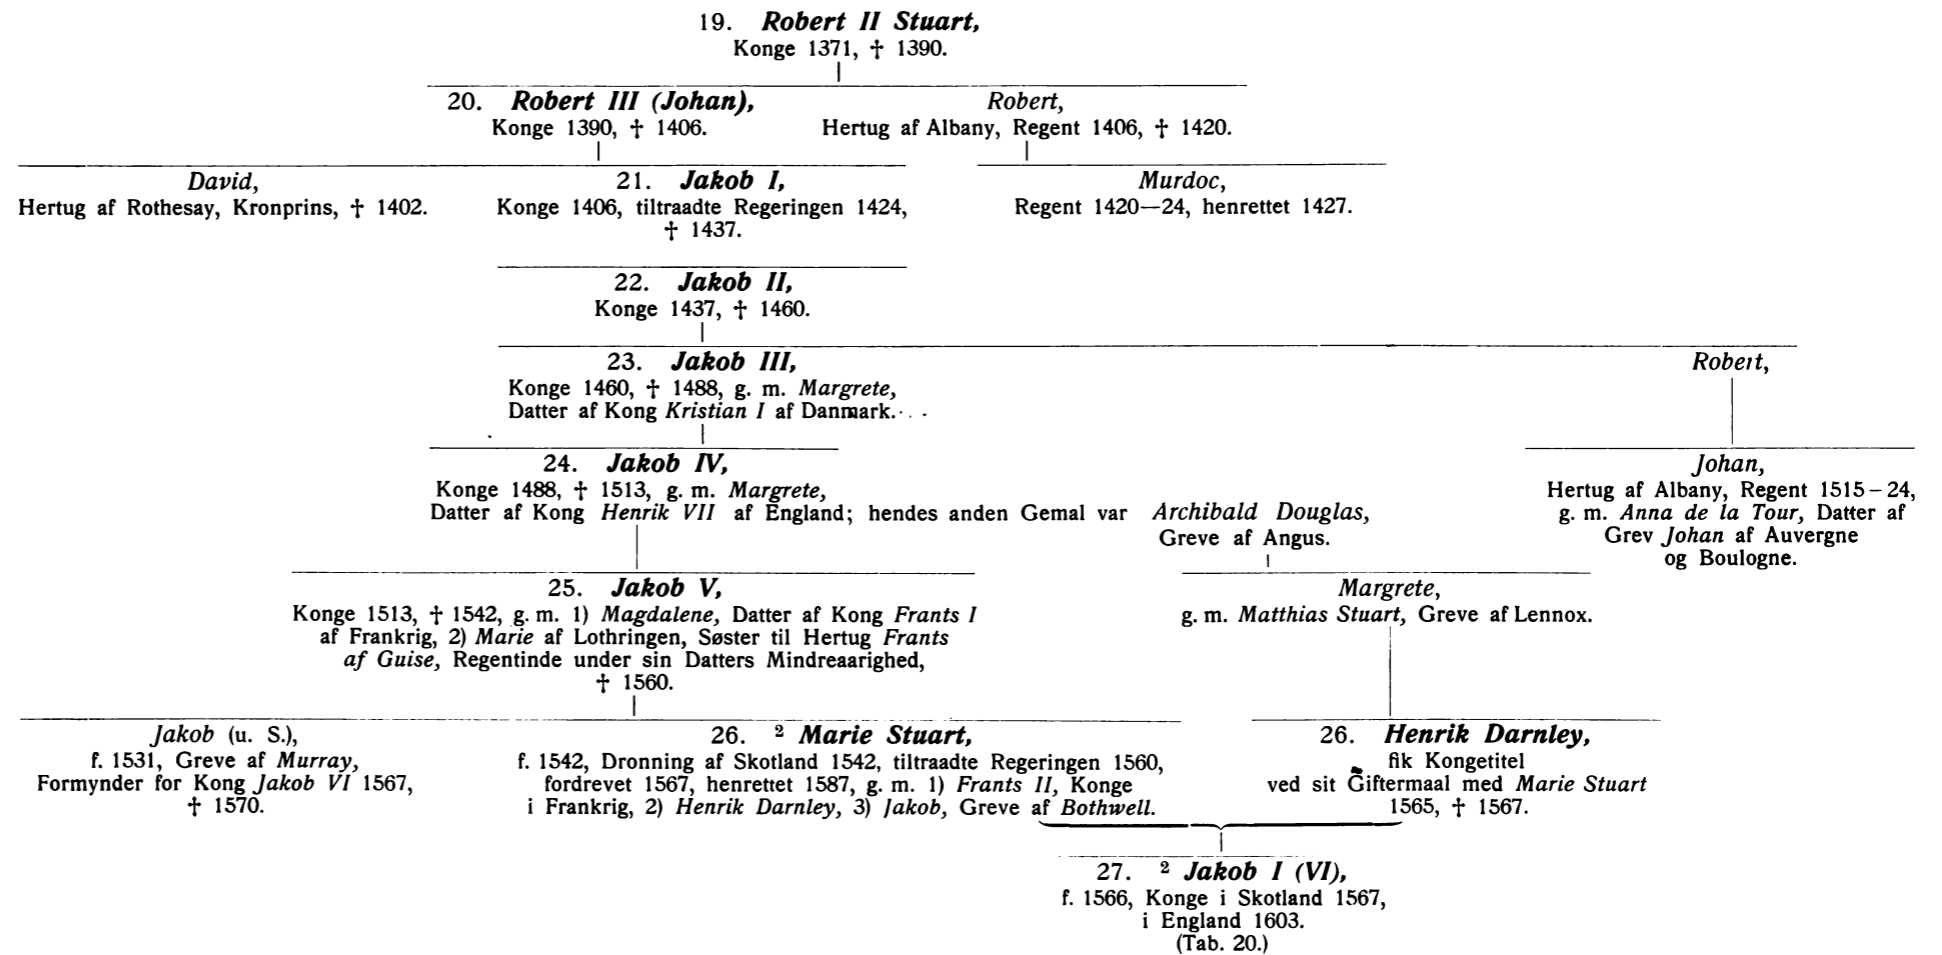 19. Robert II Stuart,
Konge 1371, † 1390.
20. Robert III (Johan),
Konge 1390, † 1406.
Robert,
Hertug af Albany, Regent 1406, † 1420.
David,
Hertug af Rothesay, Kronprins, † 1402.
21. Jakob I,
Konge 1406, tiltraadte Regeringen 1424,
† 1437.
Murdoc,
Regent 1420—24, henrettet 1427.
22. Jakob II,
Konge 1437, † 1460.
23. Jakob III,
Konge 1460, † 1488, g. m. Margrete,
Datter af Kong Kristian I af Danmark.
Robert,
24. Jakob IV,
Konge 1488, † 1513, g. m. Margrete,
Datter af Kong Henrik VII af England; hendes anden Gemal var Archibald Douglas,
Greve af Angus.
Johan,
Hertug af Albany, Regent 1515–24,
g. m. Anna de la Tour, Datter af
Grev Johan af Auvergne
og Boulogne.
25. Jakob V,
Konge 1513, † 1542, g. m. 1) Magdalene, Datter af Kong Frants I
af Frankrig, 2) Marie af Lothringen, Søster til Hertug Frants
af Guise, Regentinde under sin Datters Mindreaarighed,
† 1560.
Margrete,
g. m. Matthias Stuart, Greve af Lennox.
Jakob (u. S.),
f. 1531, Greve af Murray,
Formynder for Kong Jakob VI 1567,
† 1570.
26. ² Marie Stuart,
f. 1542, Dronning af Skotland 1542, tiltraadte Regeringen 1560,
fordrevet 1567, henrettet 1587, g. m. 1) Frants II, Konge
i Frankrig, 2) Henrik Darnley, 3) Jakob, Greve af Bothwell.
26. Henrik Darnley,
fik Kongetitel
ved sit Giftermaal med Marie Stuart
1565, † 1567.
27. ² Jakob I (VI),
f. 1566, Konge i Skotland 1567,
i England 1603.
(Tab. 20.)